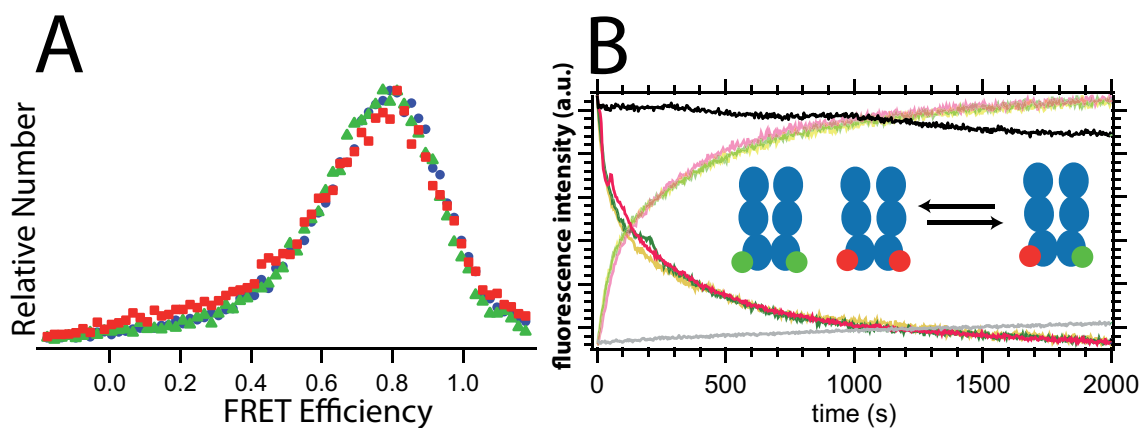 A
Relative Number
0.0 0.2 0.4 0.6 0.8 1.0
FRET Efficiency
B
fluorescence intensity (a.u.)
0 500 1000 1500 2000
time (s)